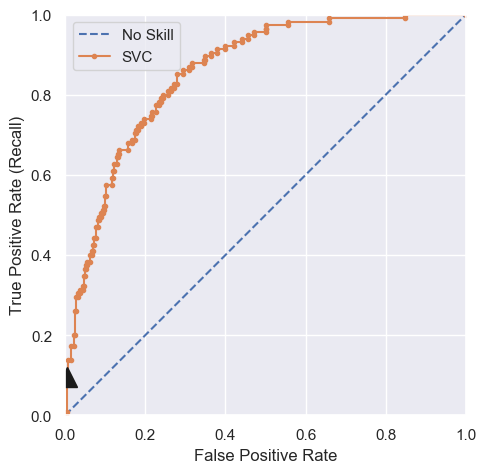 No Skill
SVC
1.0
0.8
0.6
0.4
0.2
0.0
True Positive Rate (Recall)
0.0 0.2 0.4 0.6 0.8 1.0
False Positive Rate